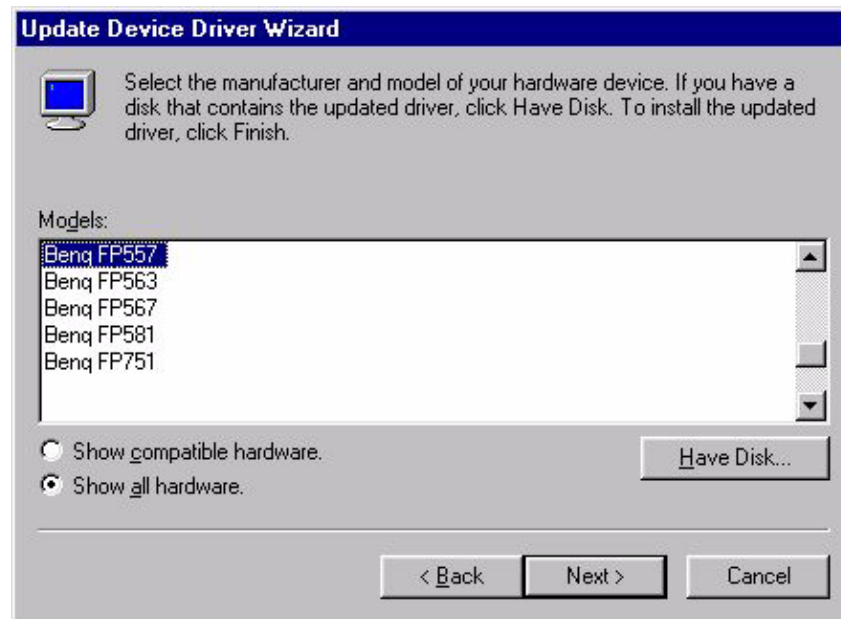 Update Device Driver Wizard
Select the manufacturer and model of your hardware device. If you have a
disk that contains the updated driver, click Have Disk. To install the updated
driver, click Finish.
Models:
Benq FP557
Benq FP563
Benq FP567
Benq FP581
Benq FP751
Show compatible hardware.
Have Disk...
Show all hardware.
< Back
Next >
Cancel